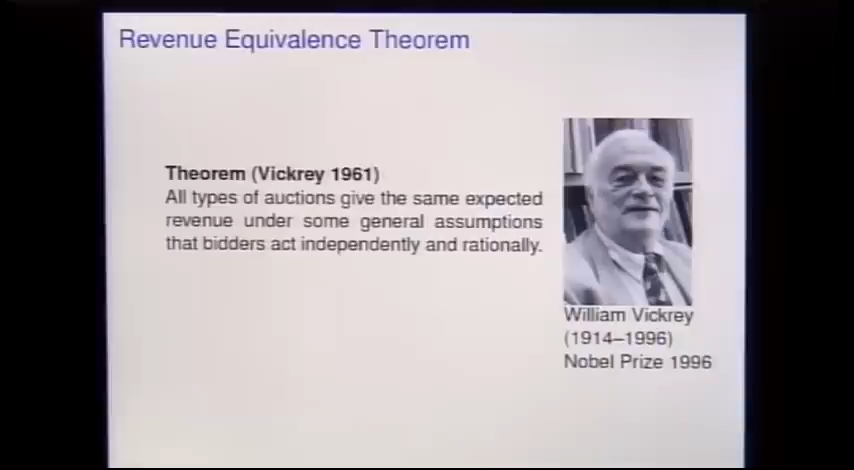 Revenue Equivalence Theorem
Theorem (Vickrey 1961)
All types of auctions give the same expected
revenue under some general assumptions
that bidders act independently and rationally.
William Vickrey
(1914–1996)
Nobel Prize 1996